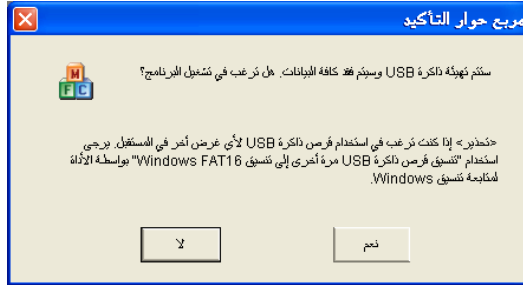 مربع حوار التأكيد
ستتم تهيئة ذاكرة USB وسيتم فقد كافة البيانات. هل ترغب في تشغيل البرنامج؟
<تحذير> إذا كنت ترغب في استخدام قرص ذاكرة USB لأي غرض أخر في المستقبل. يرجى
استخدام "تنسيق قرص ذاكرة USB مرة أخرى إلى تنسيق Windows FAT16" بواسطة الأداة
لمتابعة تنسيق Windows.
M
F C
نعم
لا